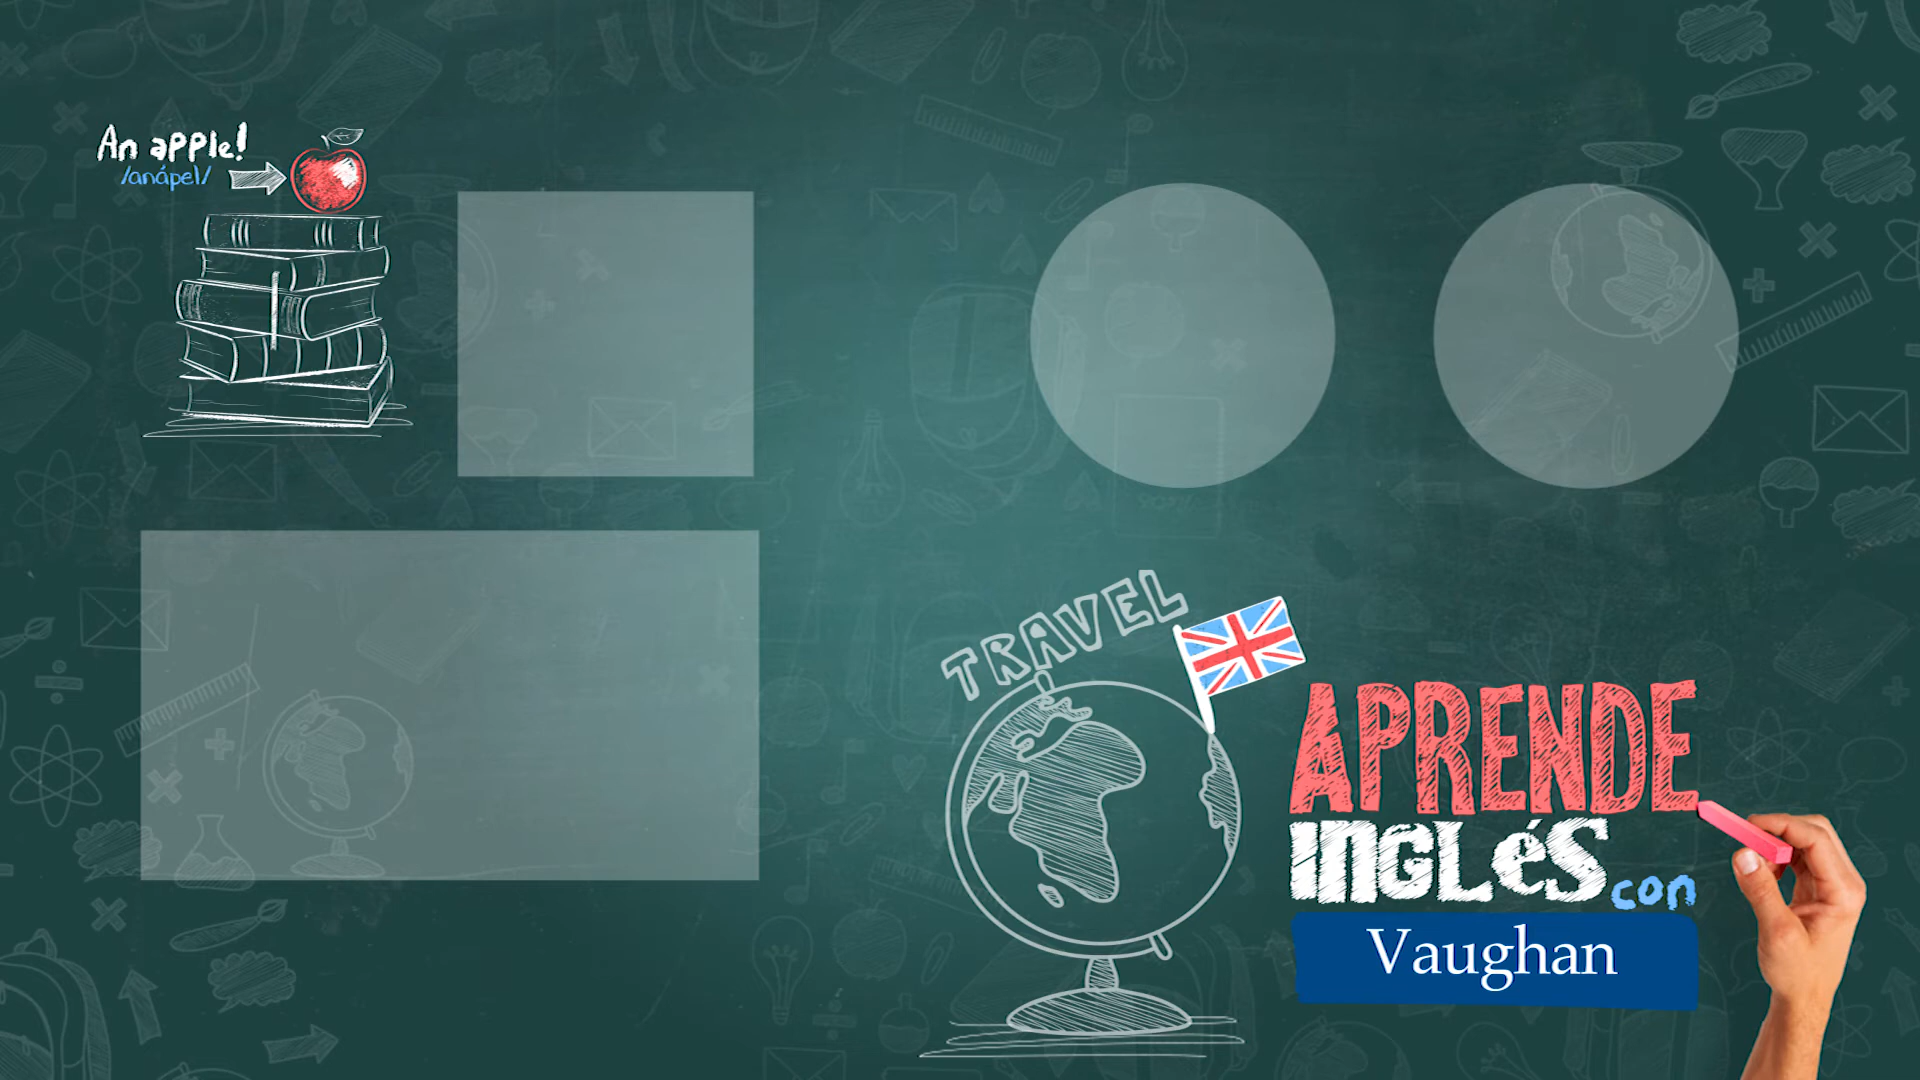 An apple!
/anápel/
TRAVEL
APRENDE
INGLéS con
Vaughan